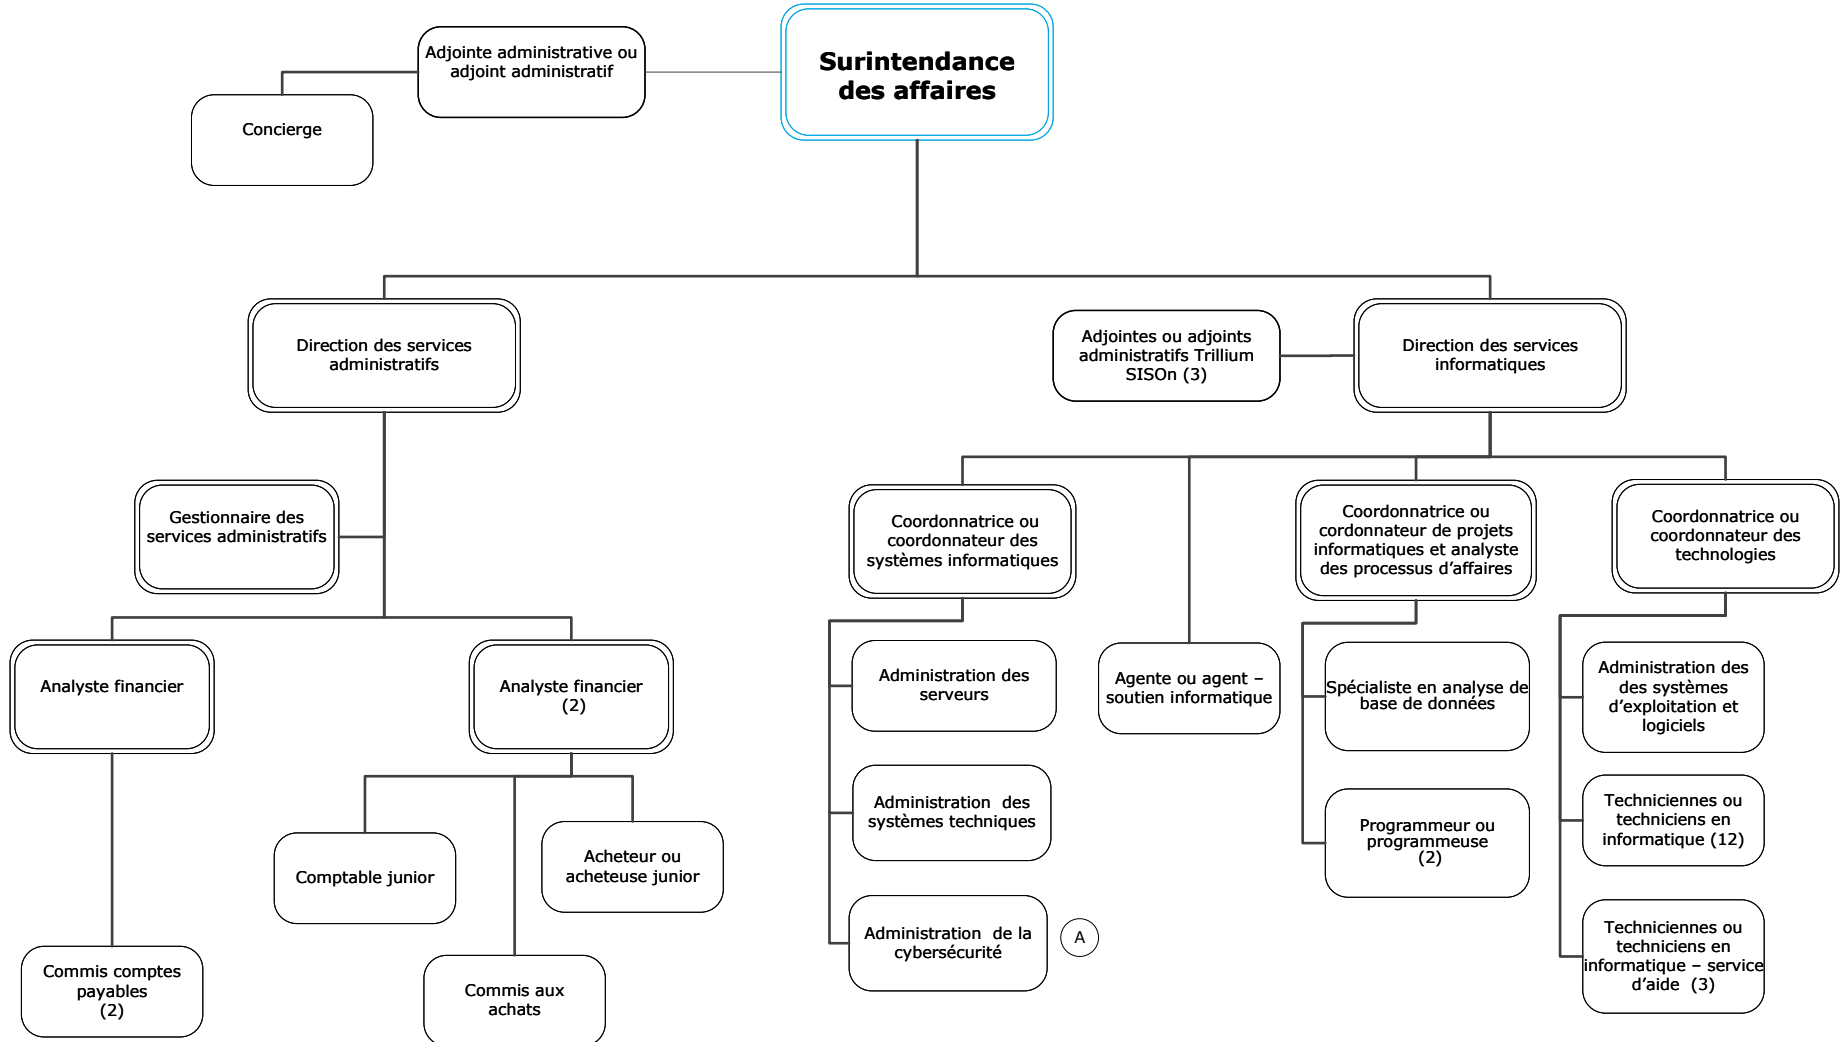 Surintendance
des affaires
Adjointe administrative ou
adjoint administratif
Concierge
Direction des services
administratifs
Adjointes ou adjoints
administratifs Trillium
SISOn (3)
Direction des services
informatiques
Gestionnaire des
services administratifs
Coordonnatrice ou
coordonnateur des
systèmes informatiques
Coordonnatrice ou
cordonnateur de projets
informatiques et analyste
des processus d’affaires
Coordonnatrice ou
coordonnateur des
technologies
Analyste financier
Analyste financier
(2)
Administration des
serveurs
Agente ou agent –
soutien informatique
Spécialiste en analyse de
base de données
Administration des
des systèmes
d’exploitation et
logiciels
Administration  des
systèmes techniques
Programmeur ou
programmeuse
(2)
Techniciennes ou
techniciens en
informatique (12)
Comptable junior
Acheteur ou
acheteuse junior
Administration  de la
cybersécurité
A
Techniciennes ou
techniciens en
informatique – service
d’aide  (3)
Commis comptes
payables
(2)
Commis aux
achats